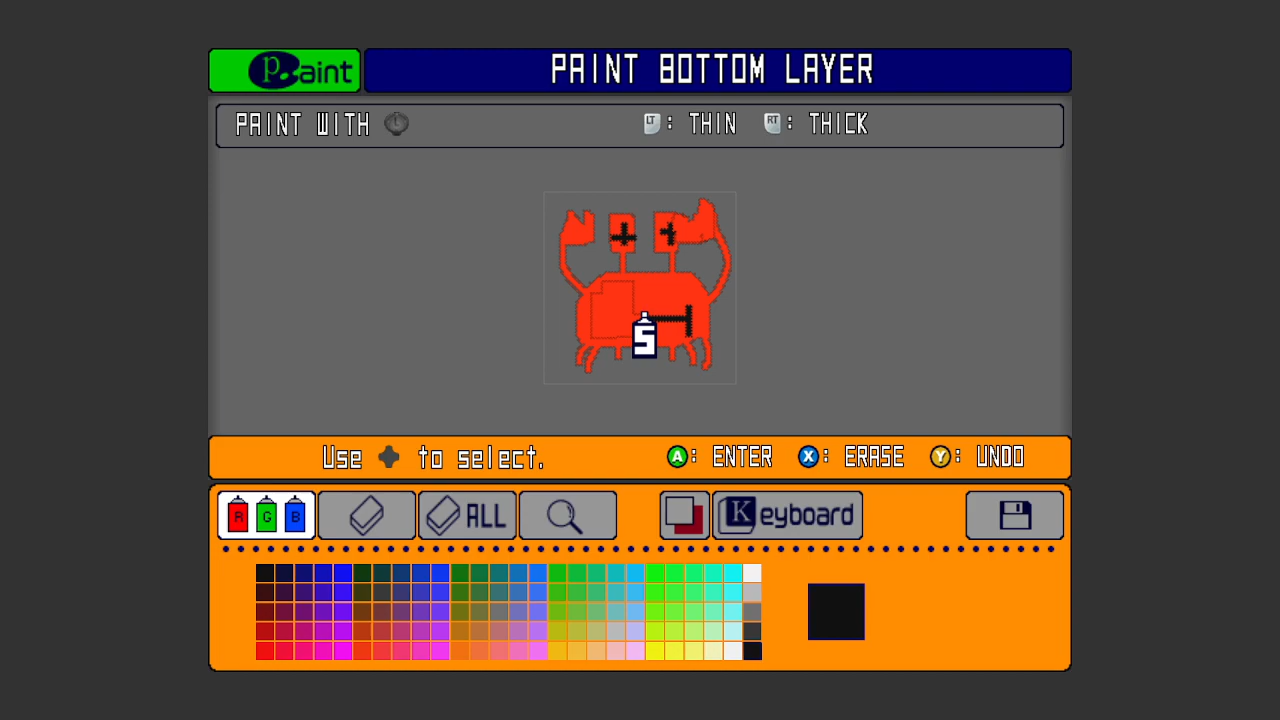 Paint
PAINT BOTTOM LAYER
PAINT WITH L LT : THIN RT : THICK
S
Use to select. A : ENTER X : ERASE Y : UNDO
R G B ALL Keyboard